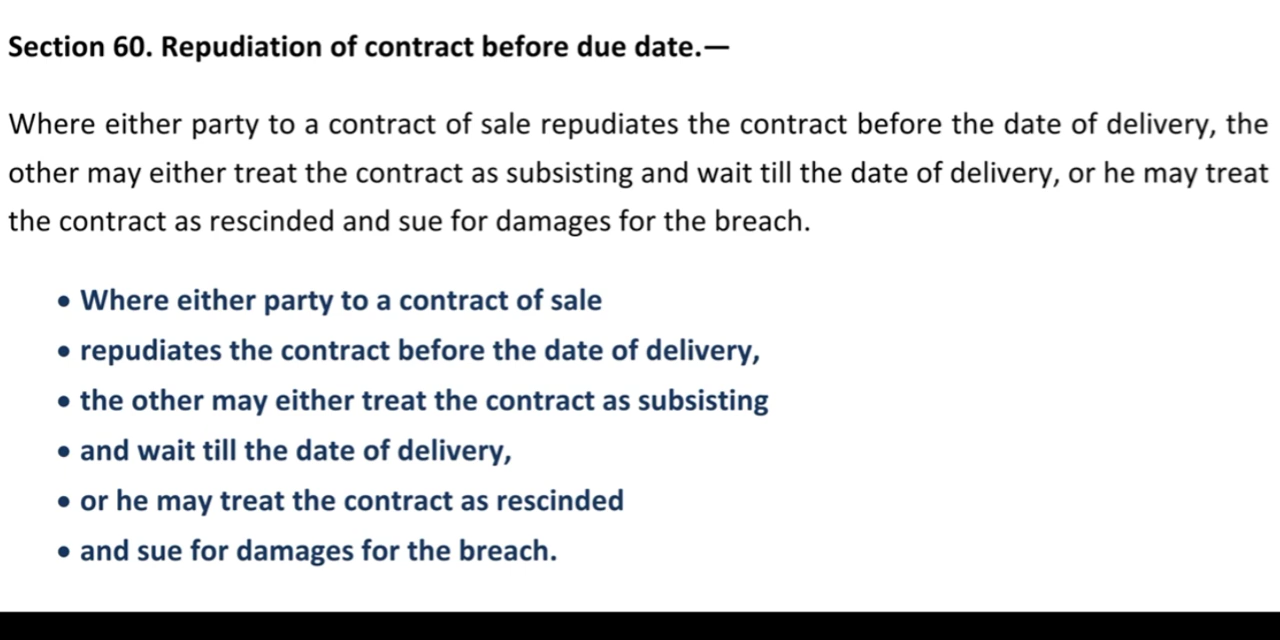 Section 60. Repudiation of contract before due date.—
Where either party to a contract of sale repudiates the contract before the date of delivery, the
other may either treat the contract as subsisting and wait till the date of delivery, or he may treat
the contract as rescinded and sue for damages for the breach.
• Where either party to a contract of sale
• repudiates the contract before the date of delivery,
• the other may either treat the contract as subsisting
• and wait till the date of delivery,
• or he may treat the contract as rescinded
• and sue for damages for the breach.